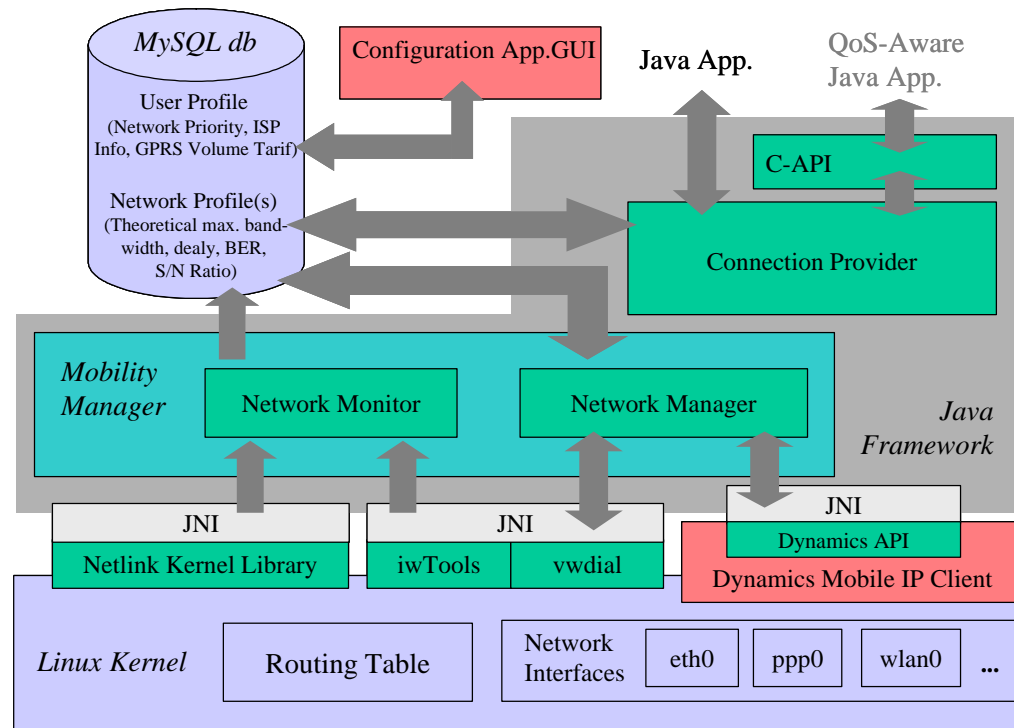 MySQL db
User Profile
(Network Priority, ISP
Info, GPRS Volume Tarif)
Network Profile(s)
(Theoretical max. band-
width, dealy, BER,
S/N Ratio)
Configuration App.GUI
Java App.
QoS-Aware
Java App.
C-API
Connection Provider
Mobility
Manager
Network Monitor
Network Manager
Java
Framework
JNI
Netlink Kernel Library
JNI
iwTools
vwdial
JNI
Dynamics API
Dynamics Mobile IP Client
Linux Kernel
Routing Table
Network
Interfaces
eth0
ppp0
wlan0
...